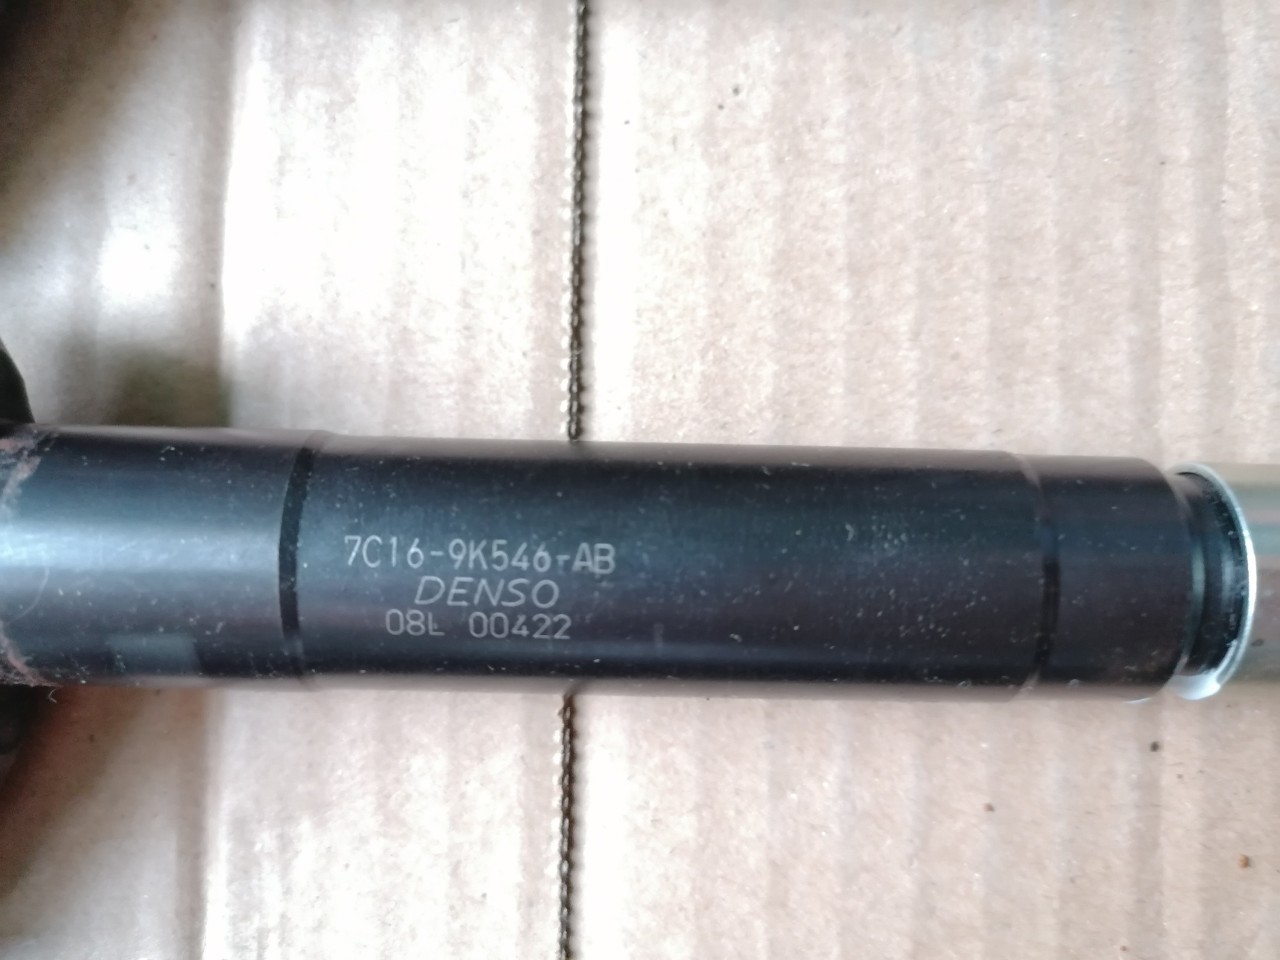 7C16-9K546-AB
DENSO
08L 00422